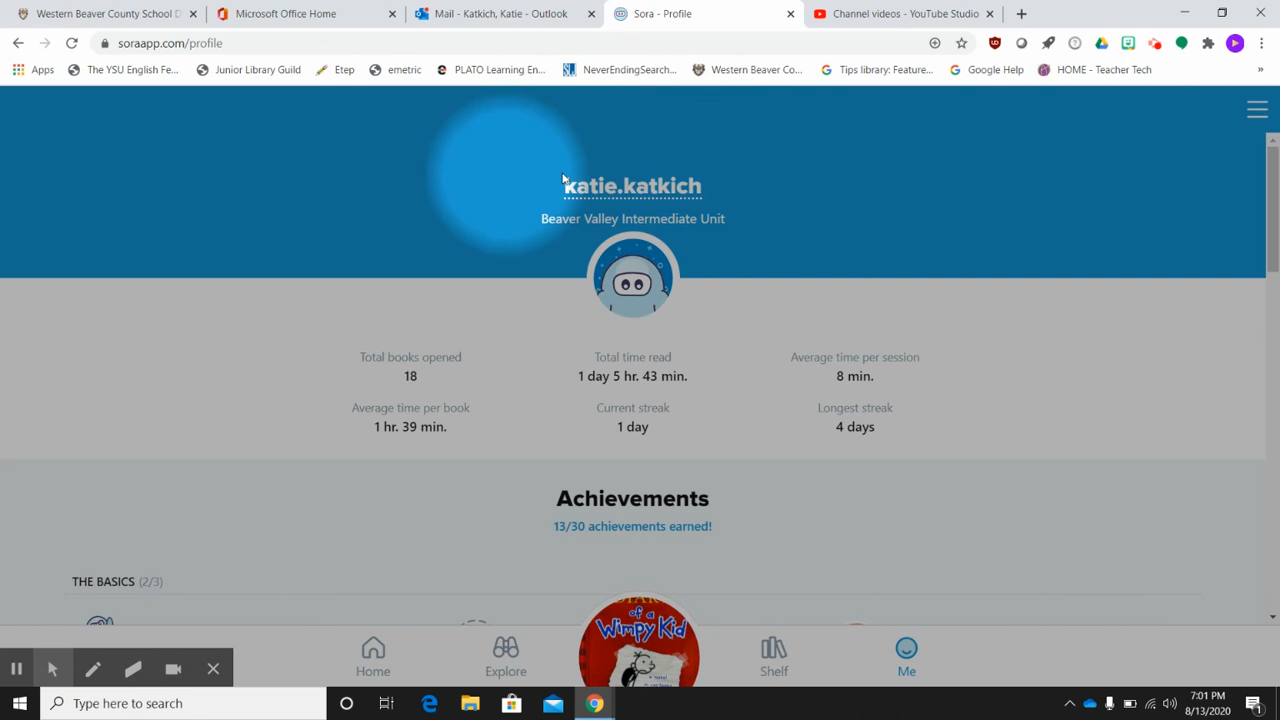 Western Beaver County School D
Microsoft Office Home
Mail - Katkich, Katie - Outlook
Sora - Profile
Channel videos - YouTube Studio
soraapp.com/profile
Apps
The YSU English Fe...
Junior Library Guild
Etep
emetric
PLATO Learning En...
NeverEndingSearch...
Western Beaver Co...
Tips library: Feature...
Google Help
HOME - Teacher Tech
katie.katkich
Beaver Valley Intermediate Unit
Total books opened
18
Total time read
1 day 5 hr. 43 min.
Average time per session
8 min.
Average time per book
1 hr. 39 min.
Current streak
1 day
Longest streak
4 days
Achievements
13/30 achievements earned!
THE BASICS (2/3)
of a
Wimpy Kid
Home
Explore
Shelf
Me
Type here to search
7:01 PM
8/13/2020